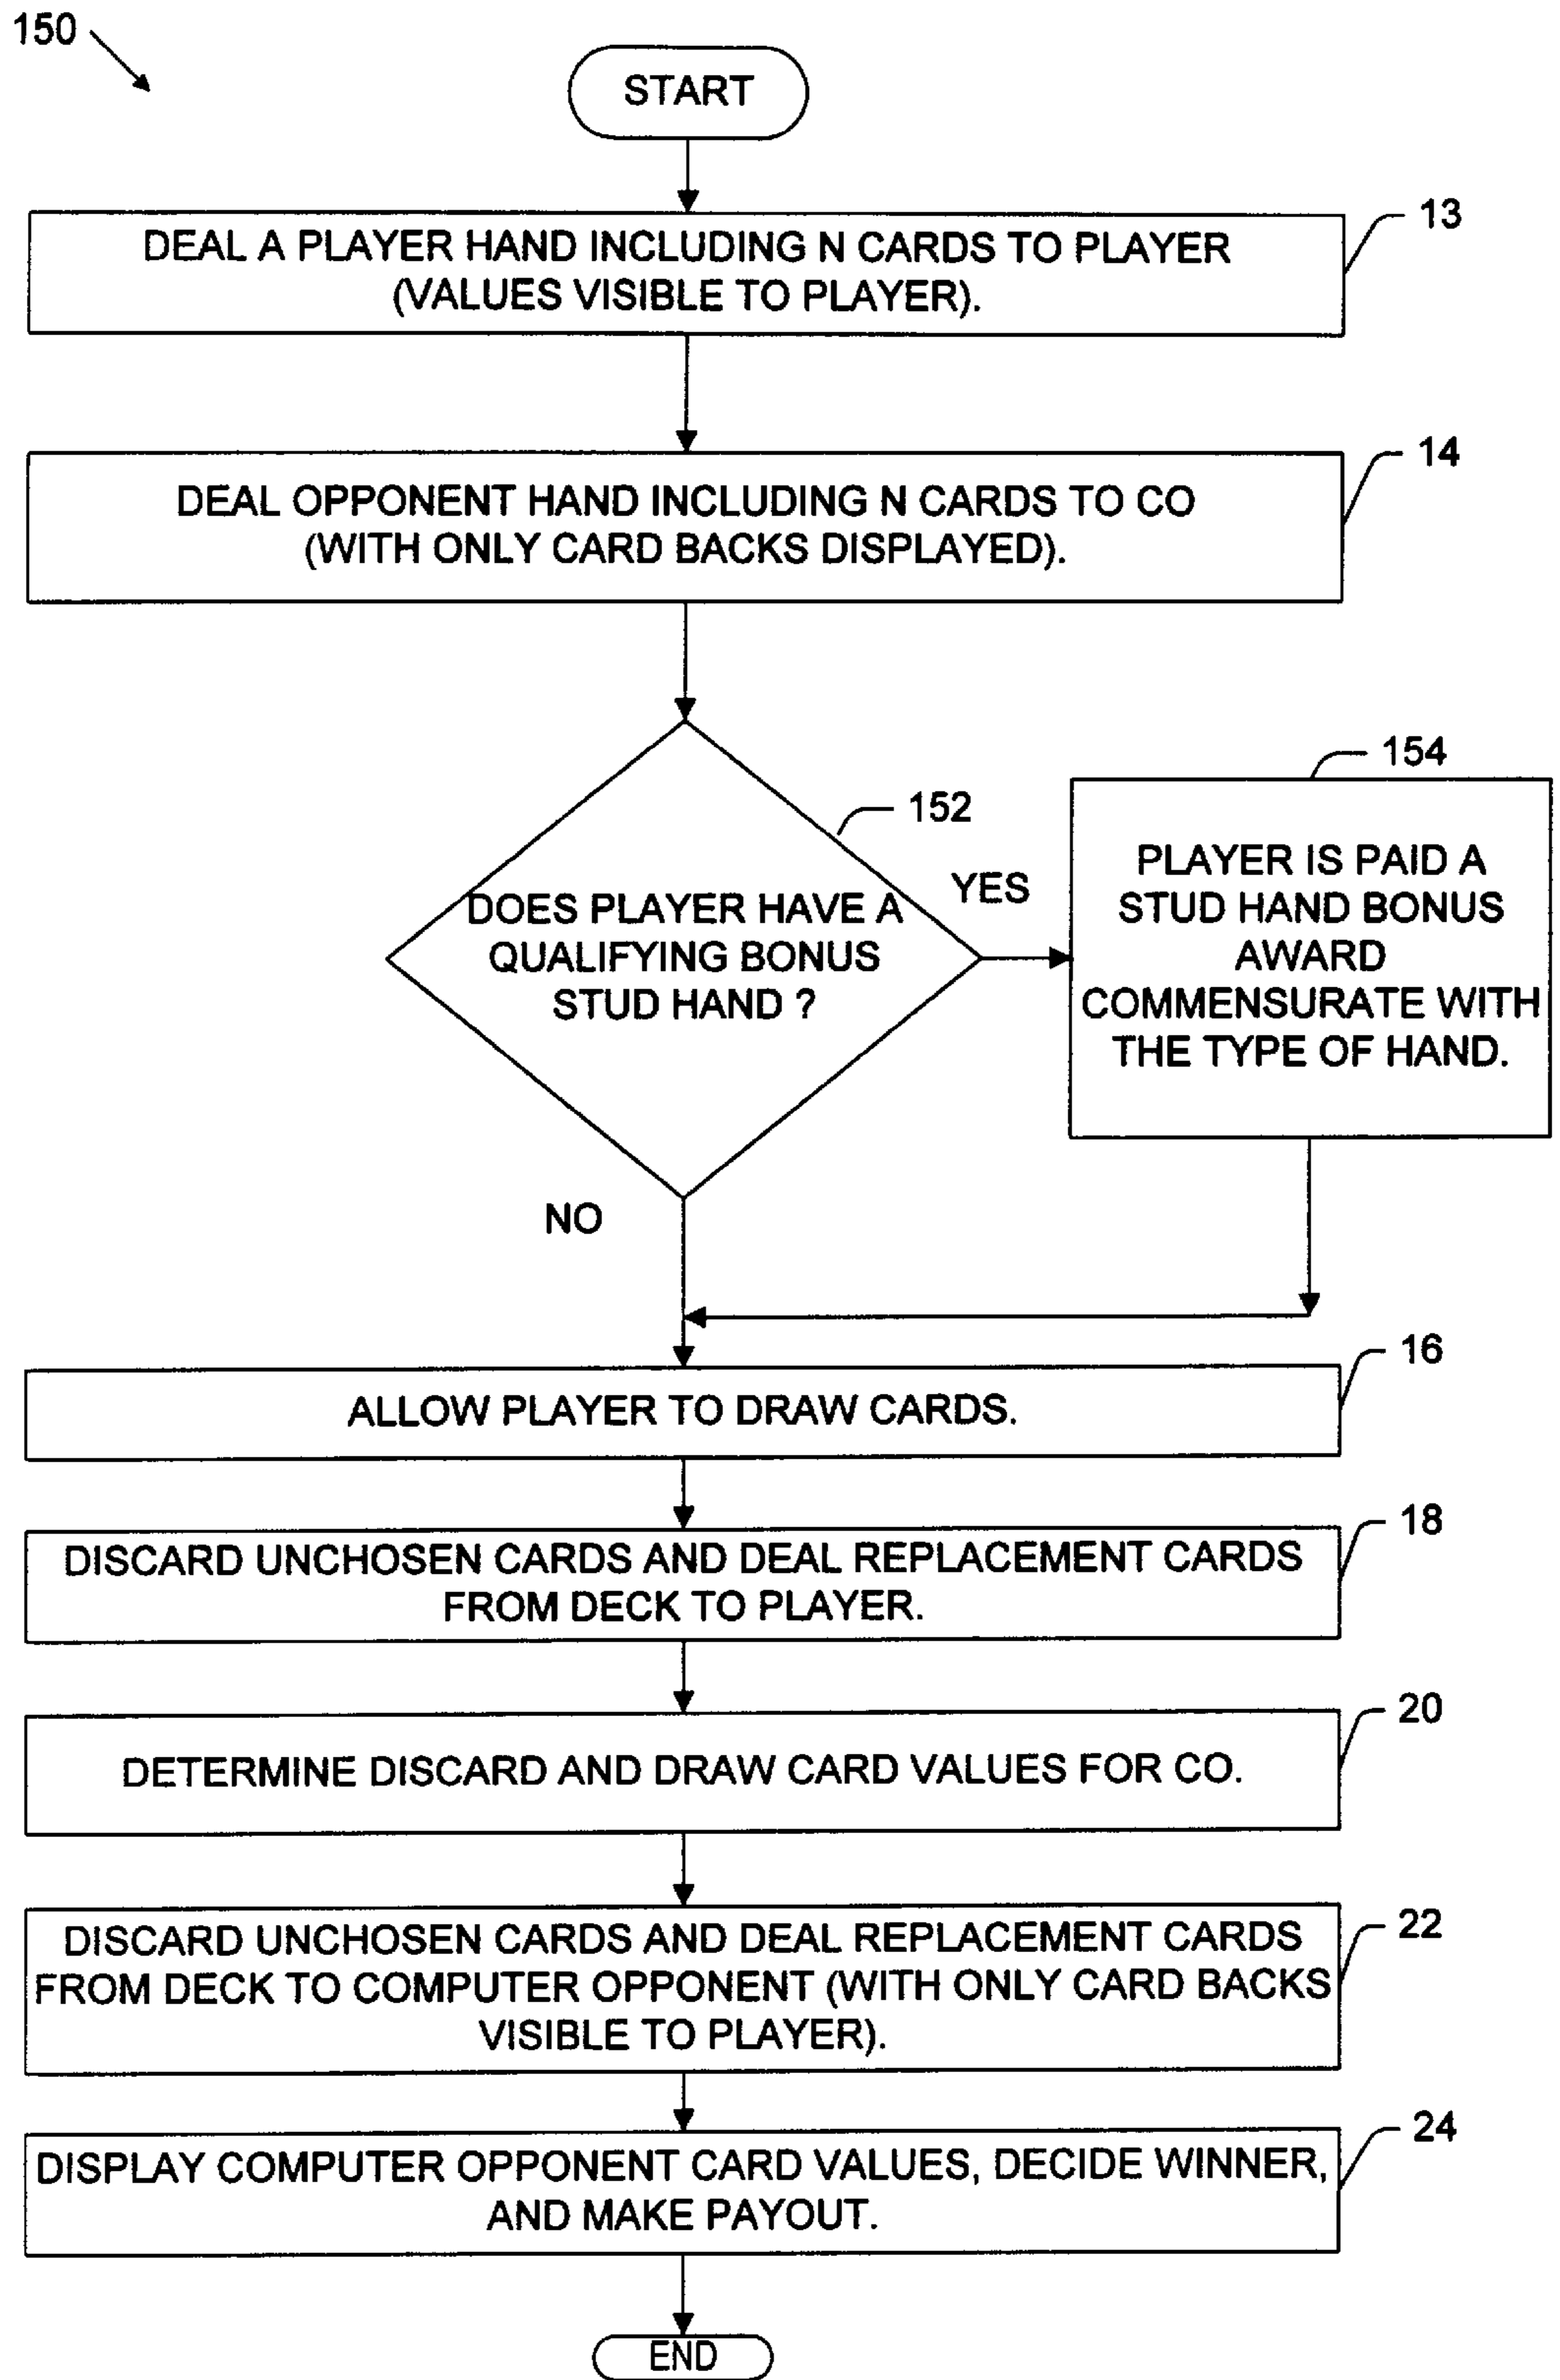 150
START
13
DEAL A PLAYER HAND INCLUDING N CARDS TO PLAYER
(VALUES VISIBLE TO PLAYER).
14
DEAL OPPONENT HAND INCLUDING N CARDS TO CO
(WITH ONLY CARD BACKS DISPLAYED).
152
DOES PLAYER HAVE A
QUALIFYING BONUS
STUD HAND ?
YES
154
PLAYER IS PAID A
STUD HAND BONUS
AWARD
COMMENSURATE WITH
THE TYPE OF HAND.
NO
16
ALLOW PLAYER TO DRAW CARDS.
18
DISCARD UNCHOSEN CARDS AND DEAL REPLACEMENT CARDS
FROM DECK TO PLAYER.
20
DETERMINE DISCARD AND DRAW CARD VALUES FOR CO.
22
DISCARD UNCHOSEN CARDS AND DEAL REPLACEMENT CARDS
FROM DECK TO COMPUTER OPPONENT (WITH ONLY CARD BACKS
VISIBLE TO PLAYER).
24
DISPLAY COMPUTER OPPONENT CARD VALUES, DECIDE WINNER,
AND MAKE PAYOUT.
END